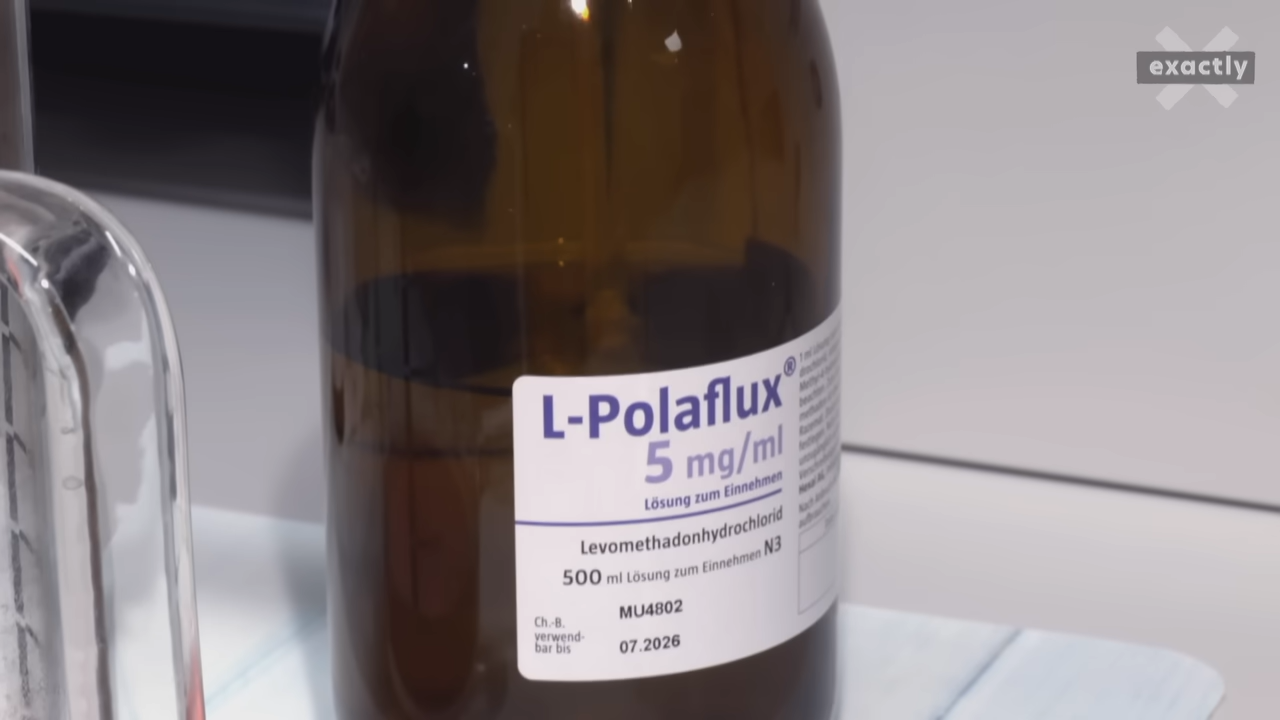 exactly
L-Polaflux®
5 mg/ml
Lösung zum Einnehmen
Levomethadonhydrochlorid
500 ml Lösung zum Einnehmen N3
Ch.-B. MU4802
verwend-
bar bis 07.2026